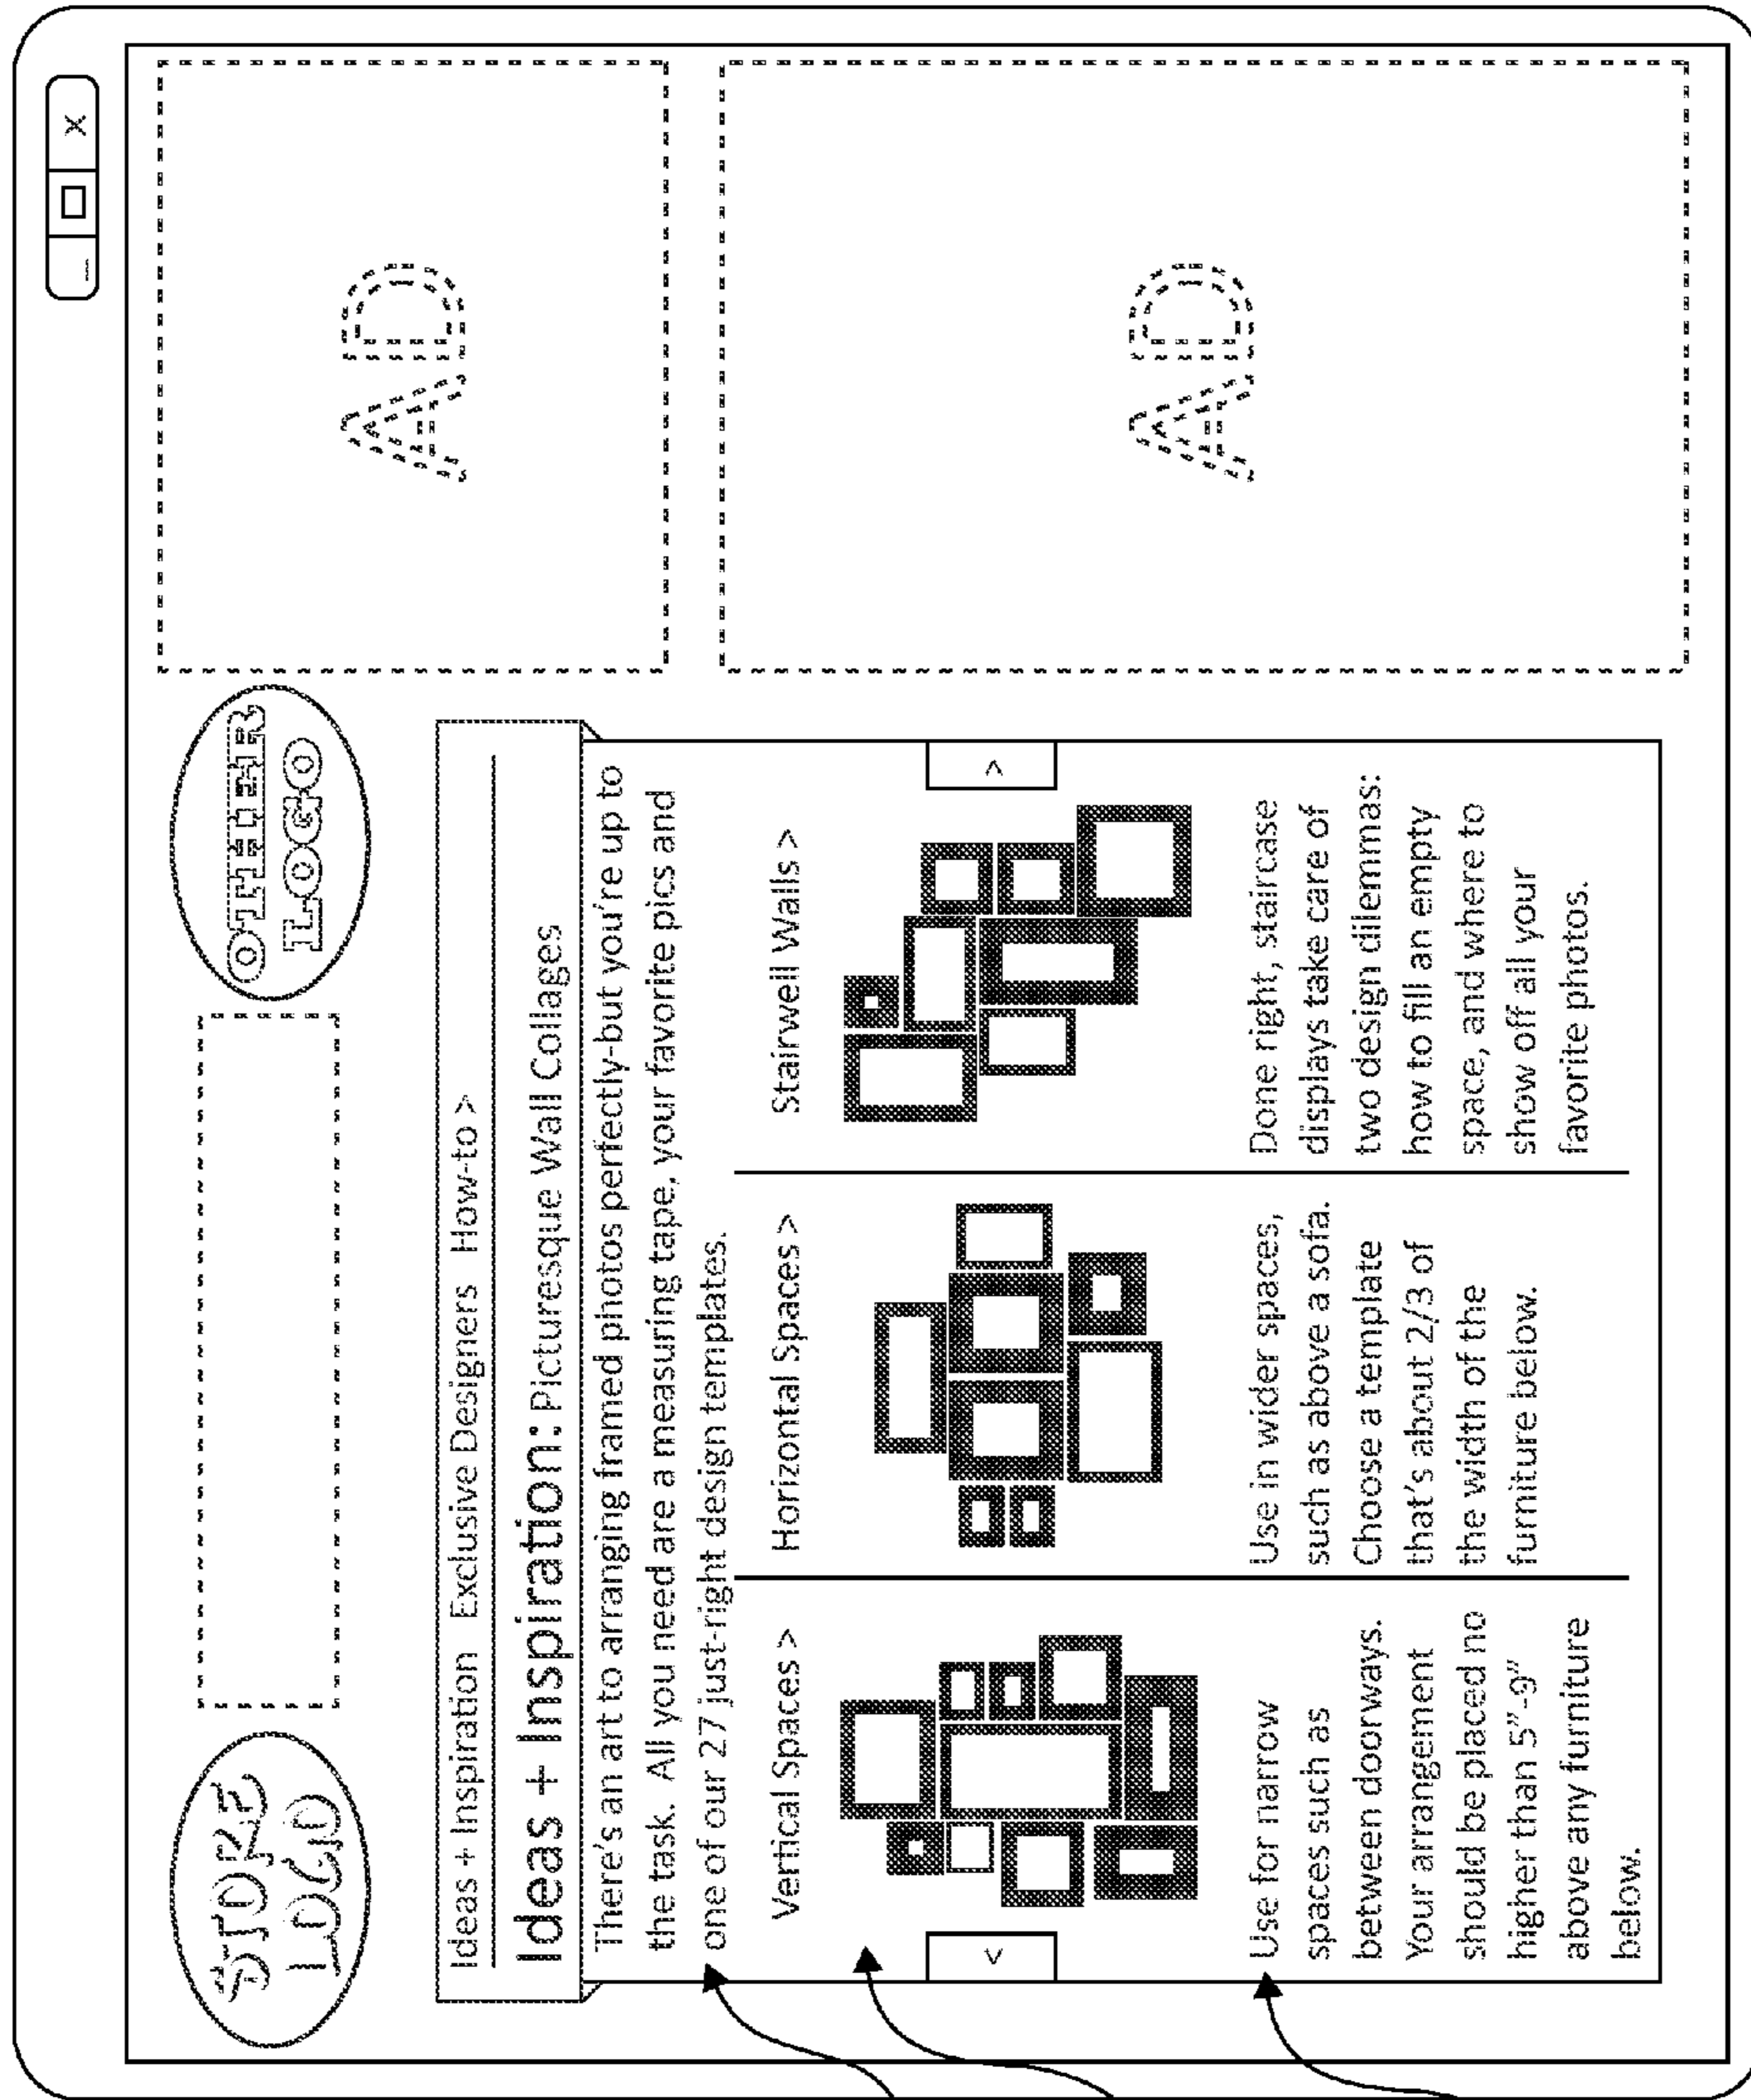 _ □ X
STORE
LOGO
OTHER
LOGO
AD
AD
Ideas + Inspiration Exclusive Designers How-to >
Ideas + Inspiration: Picturesque Wall Collages
There's an art to arranging framed photos perfectly-but you're up to
the task. All you need are a measuring tape, your favorite pics and
one of our 27 just-right design templates.
Vertical Spaces >
Use for narrow
spaces such as
between doorways.
Your arrangement
should be placed no
higher than 5"-9"
above any furniture
below.
Horizontal Spaces >
Use in wider spaces,
such as above a sofa.
Choose a template
that's about 2/3 of
the width of the
furniture below.
Stairwell Walls >
Done right, staircase
displays take care of
two design dilemmas:
how to fill an empty
space, and where to
show off all your
favorite photos.
<
>